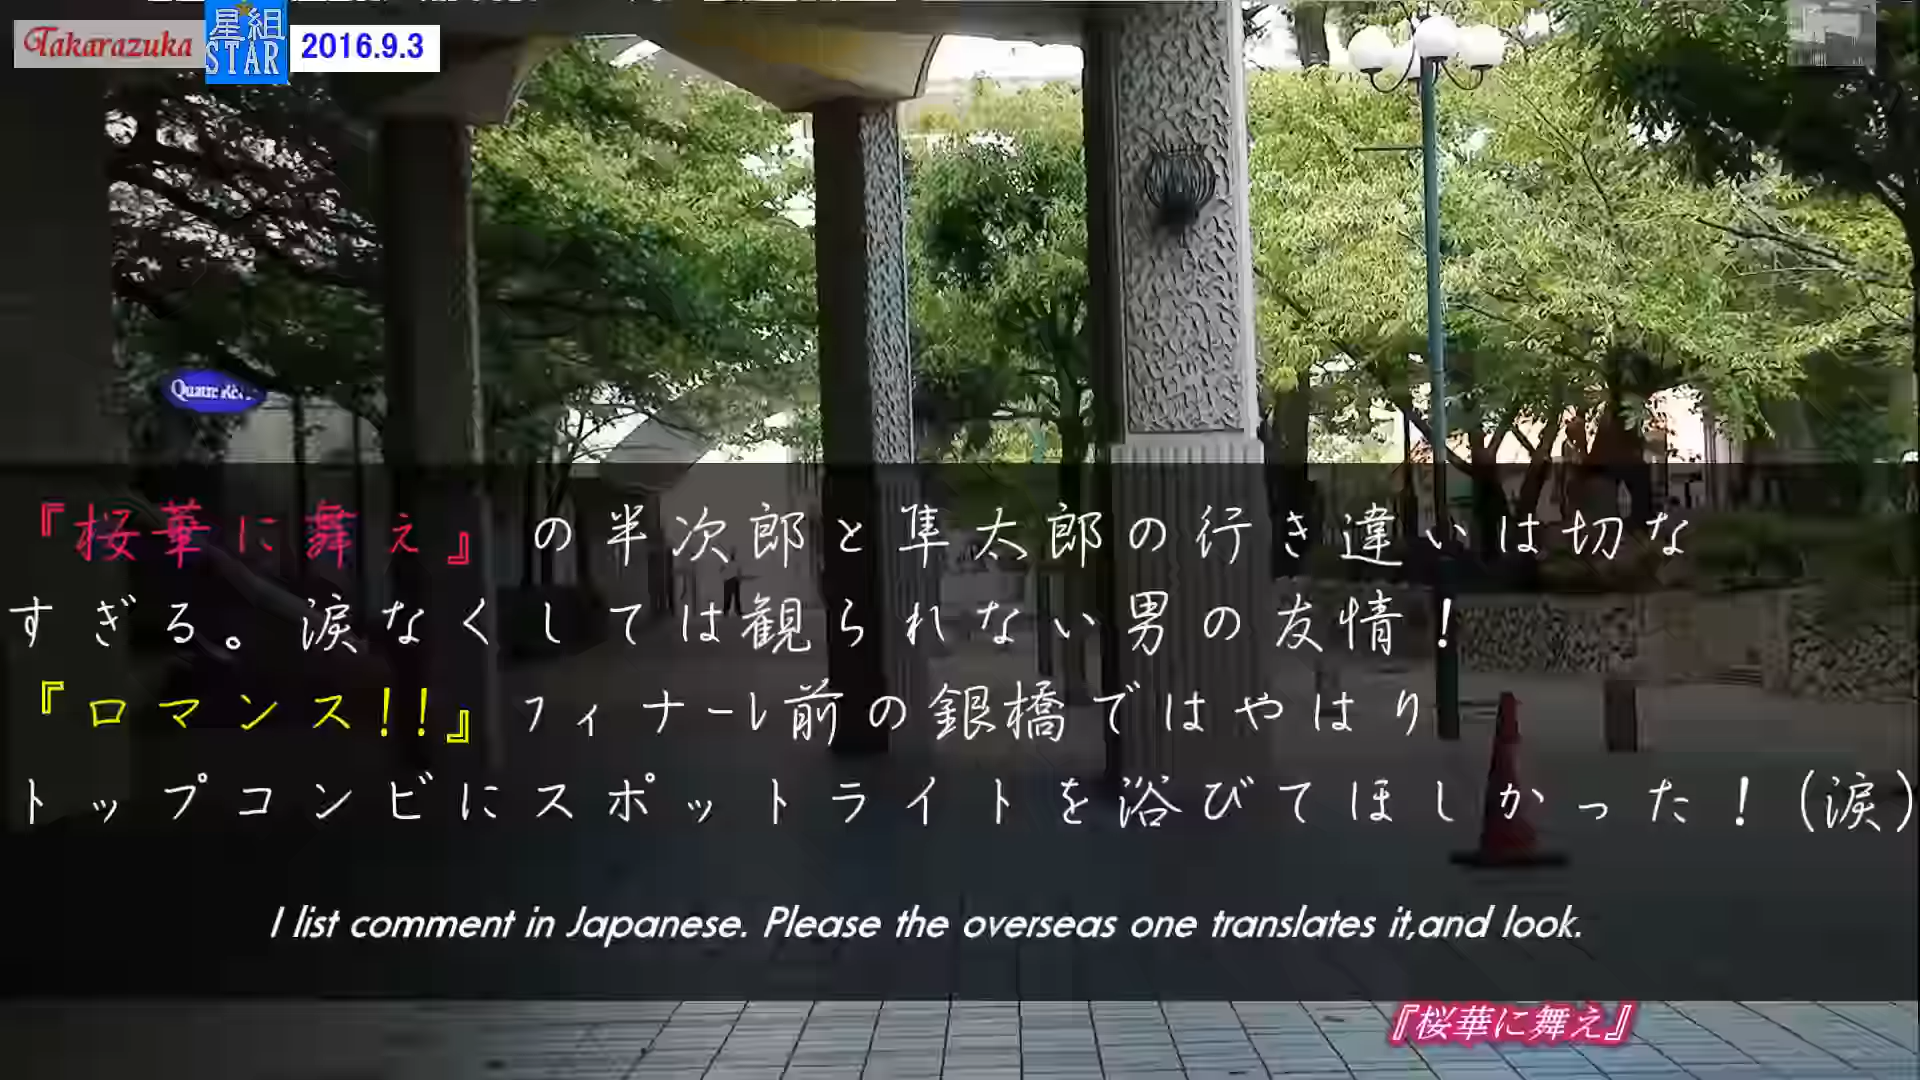 Takarazuka
星組
STAR
2016.9.3
『桜華に舞え』の半次郎と隼太郎の行き違いは切な
すぎる。涙なくしては観られない男の友情！
『ロマンス!!』フィナーレ前の銀橋ではやはり
トップコンビにスポットライトを浴びてほしかった！（涙）
I list comment in Japanese. Please the overseas one translates it,and look.
『桜華に舞え』